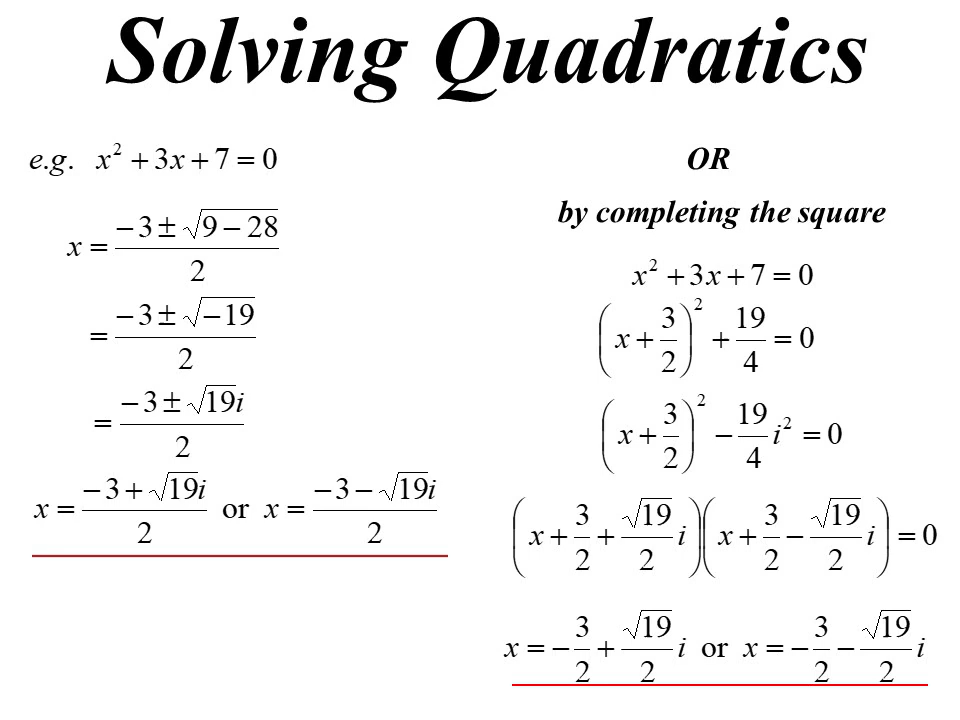 Solving Quadratics
e.g. x² + 3x + 7 = 0
x = (−3 ± √(9 − 28))/2
= (−3 ± √(−19))/2
= (−3 ± √19i)/2
x = (−3 + √19i)/2 or x = (−3 − √19i)/2
OR
by completing the square
x² + 3x + 7 = 0
(x + 3/2)² + 19/4 = 0
(x + 3/2)² − 19/4 i² = 0
(x + 3/2 + √19/2 i)(x + 3/2 − √19/2 i) = 0
x = −3/2 + √19/2 i or x = −3/2 − √19/2 i